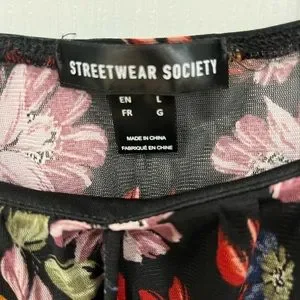 STREETWEAR SOCIETY
EN L
FR G
MADE IN CHINA
FABRIQUÉ EN CHINE